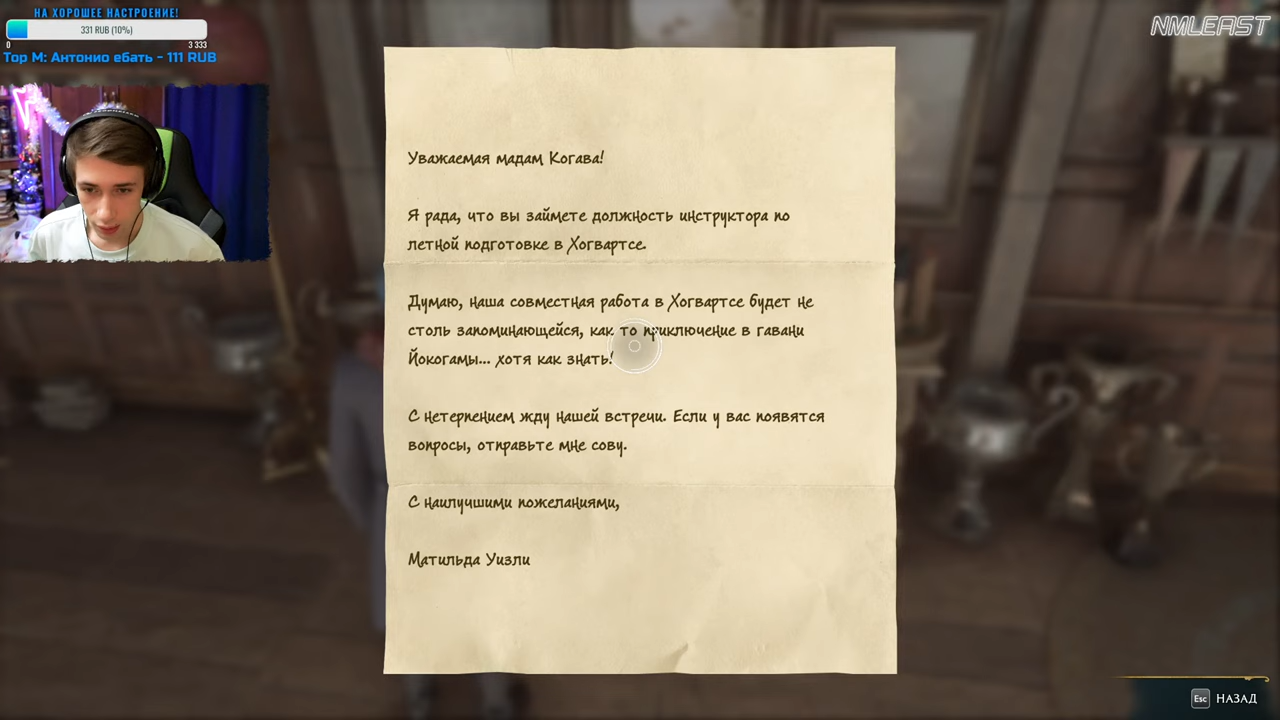 НА ХОРОШЕЕ НАСТРОЕНИЕ!
331 RUB (10%)
0 3 333
Top М: Антонио ебать - 111 RUB
NMLEAST
Уважаемая мадам Когава!
Я рада, что вы займете должность инструктора по
летной подготовке в Хогвартсе.
Думаю, наша совместная работа в Хогвартсе будет не
столь запоминающейся, как то приключение в гавани
Йокогамы... хотя как знать!
С нетерпением жду нашей встречи. Если у вас появятся
вопросы, отправьте мне сову.
С наилучшими пожеланиями,
Матильда Уизли
Esc НАЗАД